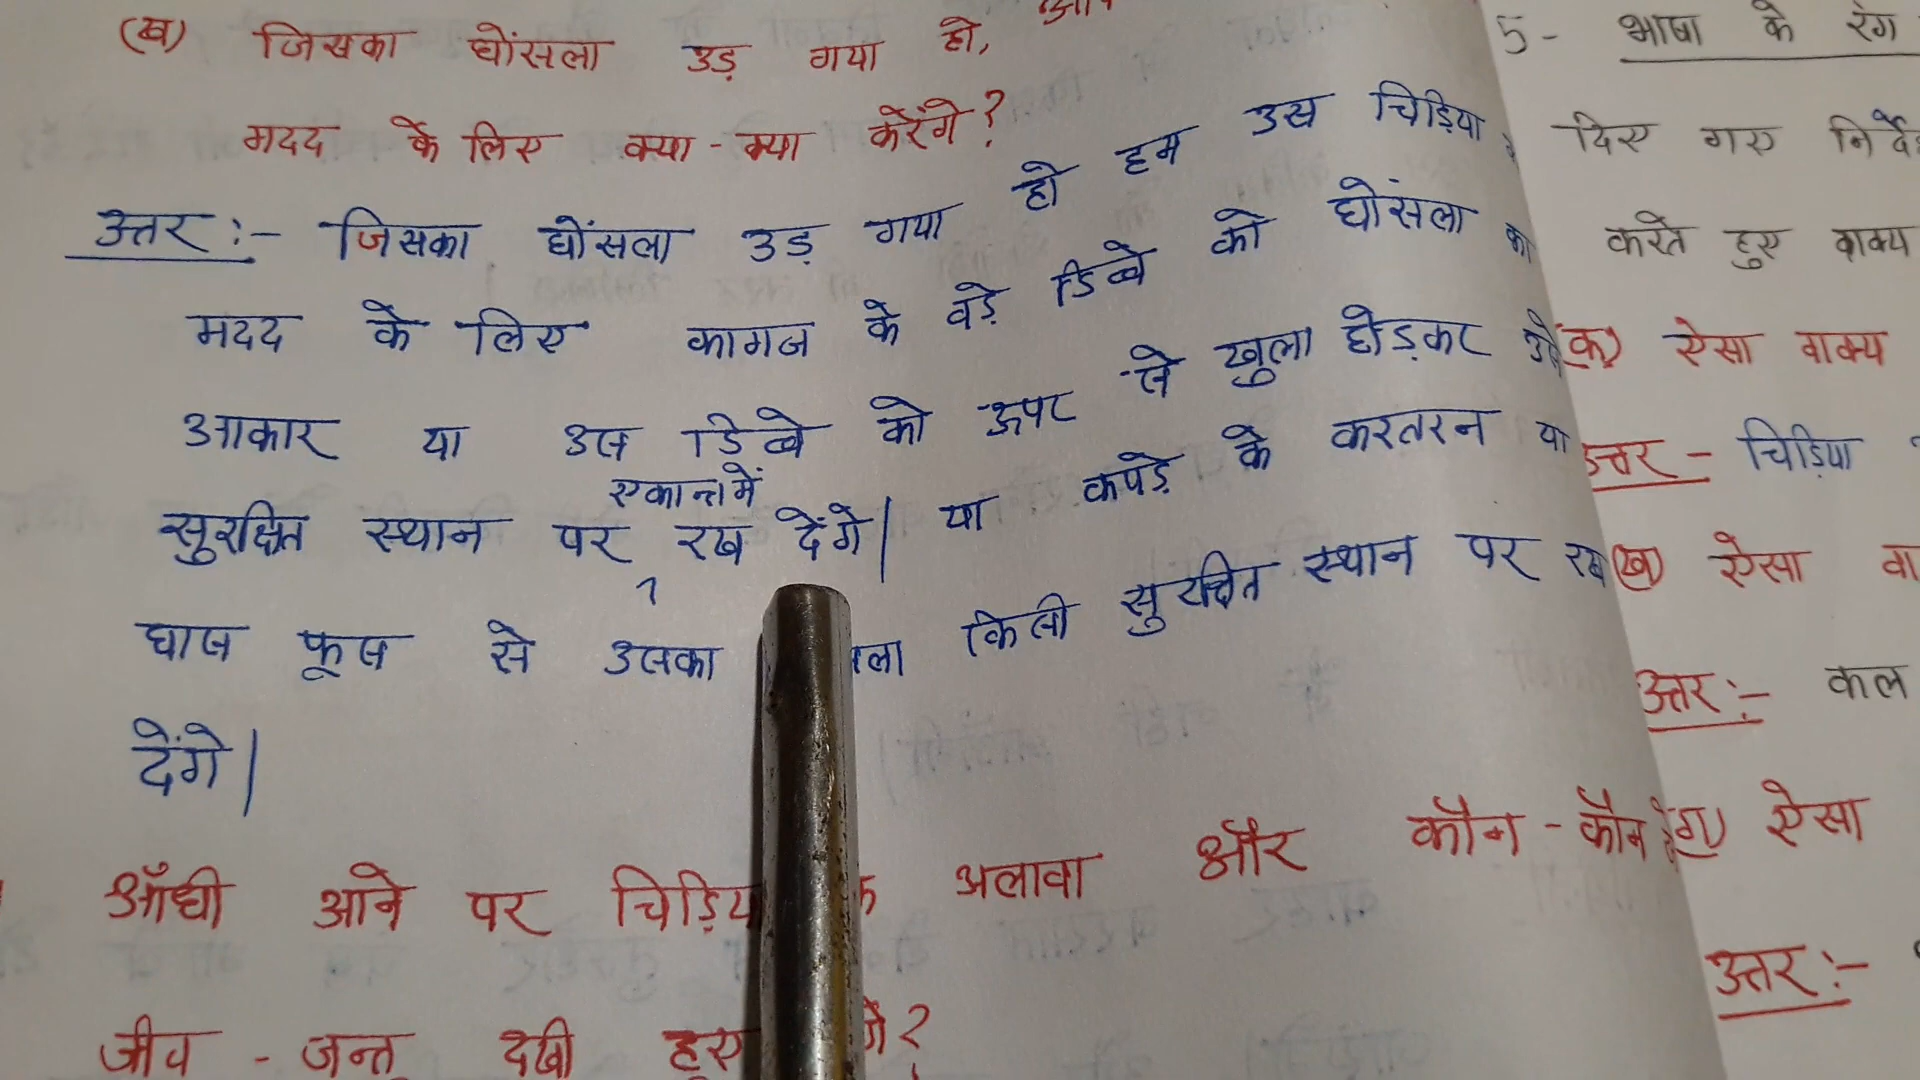 (ख) जिसका घोंसला उड़ गया हो,
मदद के लिए क्या - क्या करेंगे?
उत्तर :- जिसका घोंसला उड़ गया हो हम उस चिड़िया
मदद के लिए कागज के बड़े डिब्बे को घोंसला का
आकार या उस डिब्बे को ऊपर से खुला छोड़कर
एकान्त में
सुरक्षित स्थान पर रख देंगे। या कपड़े के करतरन या
घास फूस से उसका किसी सुरक्षित स्थान पर रख
देंगे।
आँधी आने पर अलावा और कौन - कौन
जीव - जन्तु दुखी हुए
5 - भाषा के रंग
दिए गए
करते हुए वाक्य
(क) ऐसा वाक्य
उत्तर - चिड़िया
(ख) ऐसा
उत्तर :- कल
ऐसा
उत्तर :-